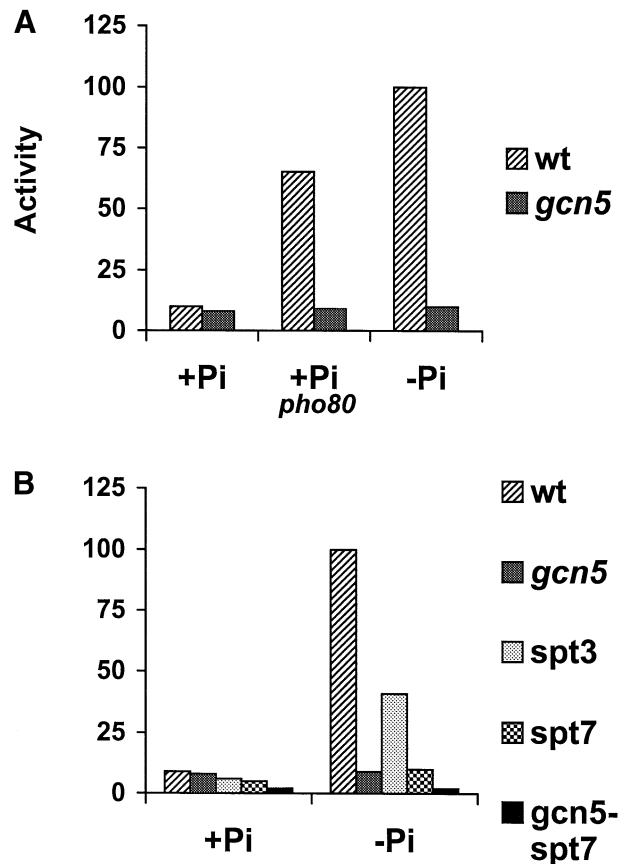 A
125
100
75
50
25
0
Activity
wt
gcn5
+Pi
+Pi
pho80
-Pi
B
125
100
75
50
25
0
wt
gcn5
spt3
spt7
gcn5-
spt7
+Pi
-Pi